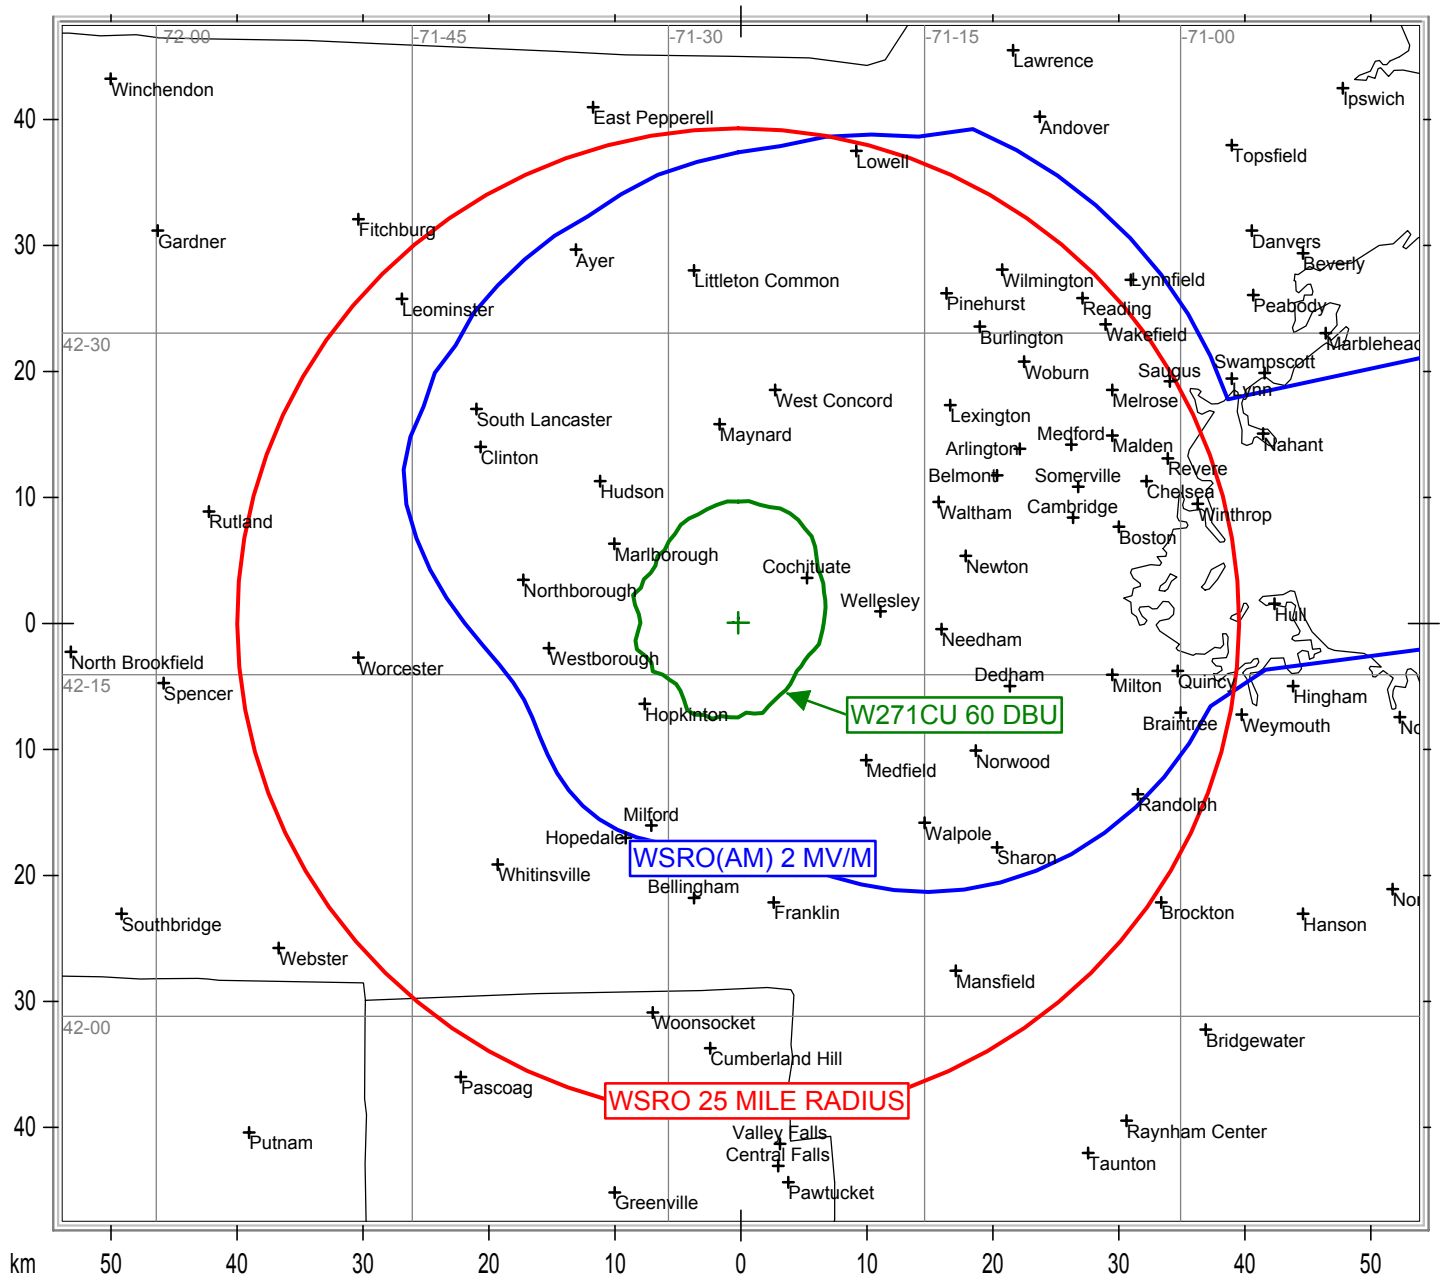 -72-00
-71-45
-71-30
-71-15
-71-00
Lawrence
Winchendon
Ipswich
40
East Pepperell
Andover
Lowell
Topsfield
Fitchburg
Gardner
Danvers
30
Ayer
Beverly
Littleton Common
Wilmington
Lynnfield
Pinehurst
Reading
Peabody
Leominster
Burlington
Wakefield
42-30
Marblehead
20
Woburn
Saugus
Swampscott
West Concord
Melrose
Lynn
South Lancaster
Lexington
Maynard
Medford
Malden
Nahant
Clinton
Arlington
Belmont
Somerville
Revere
Hudson
Chelsea
10
Rutland
Waltham
Cambridge
Winthrop
Boston
Marlborough
Cochituate
Newton
Northborough
Wellesley
0
Hull
Needham
North Brookfield
Worcester
Westborough
Spencer
42-15
Dedham
Milton
Quincy
Hingham
Hopkinton
W271CU 60 DBU
Braintree
Weymouth
No
10
Medfield
Norwood
Randolph
Milford
Hopedale
Walpole
WSRO(AM) 2 MV/M
Sharon
Whitinsville
20
Bellingham
Nor
Franklin
Brockton
Hanson
Southbridge
Webster
Mansfield
30
42-00
Woonsocket
Cumberland Hill
Bridgewater
Pascoag
WSRO 25 MILE RADIUS
40
Valley Falls
Raynham Center
Putnam
Central Falls
Taunton
Pawtucket
Greenville
km 50 40 30 20 10 0 10 20 30 40 50